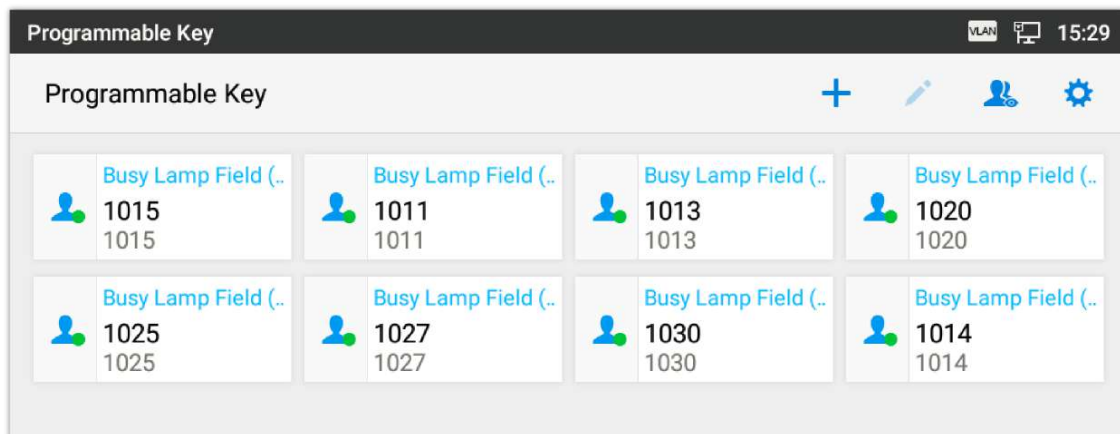 Programmable Key
VLAN 15:29
Programmable Key
Busy Lamp Field (..
1015
1015
Busy Lamp Field (..
1011
1011
Busy Lamp Field (..
1013
1013
Busy Lamp Field (..
1020
1020
Busy Lamp Field (..
1025
1025
Busy Lamp Field (..
1027
1027
Busy Lamp Field (..
1030
1030
Busy Lamp Field (..
1014
1014